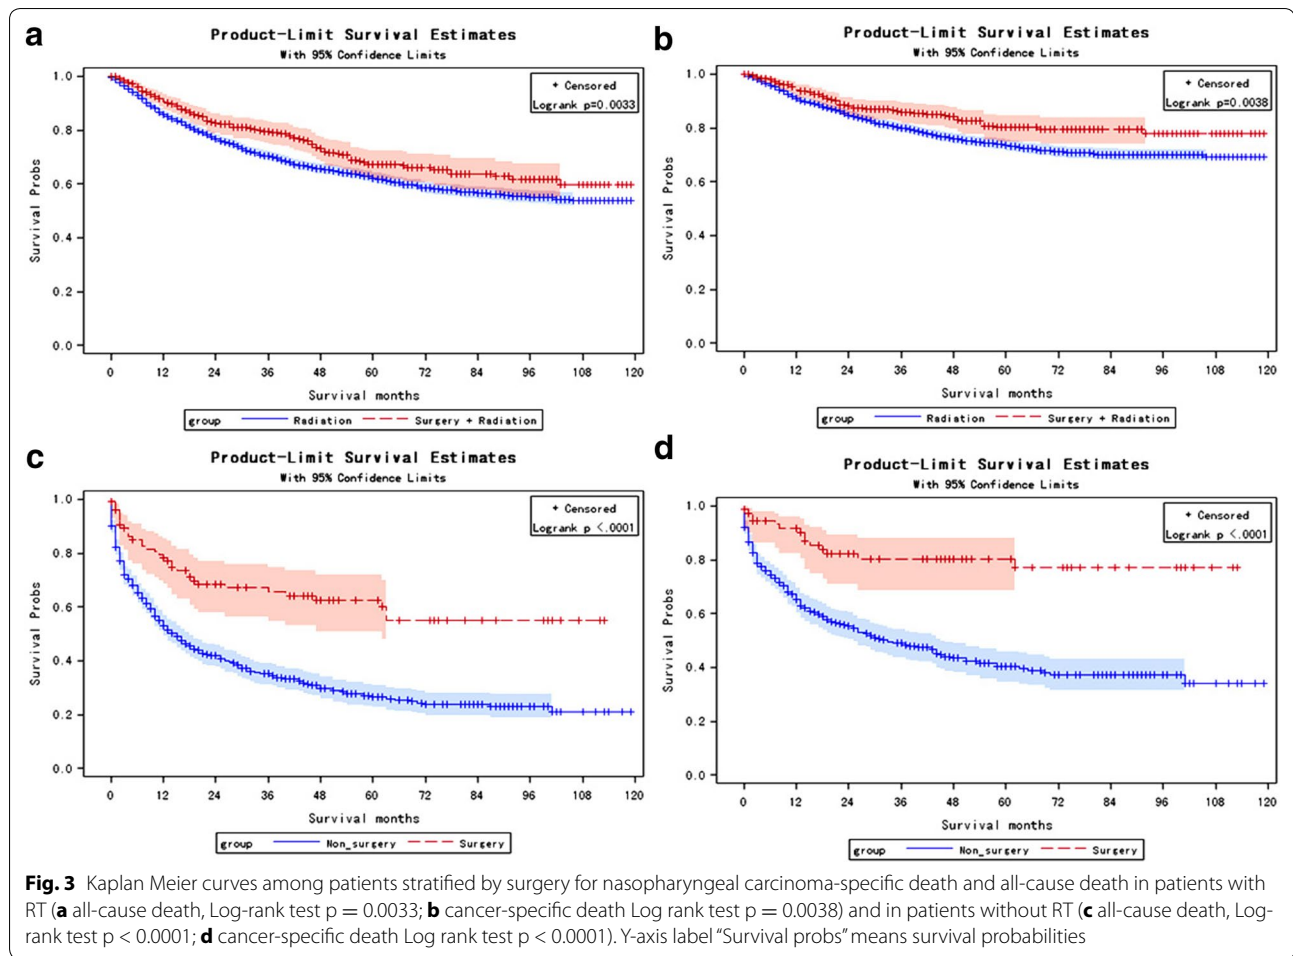 a
Product-Limit Survival Estimates
With 95% Confidence Limits
+ Censored
Logrank p=0.0033
1.0
0.8
0.6
0.4
0.2
0.0
Survival Probs
0 12 24 36 48 60 72 84 96 108 120
Survival months
group Radiation Surgery + Radiation
b
Product-Limit Survival Estimates
With 95% Confidence Limits
+ Censored
Logrank p=0.0038
1.0
0.8
0.6
0.4
0.2
0.0
Survival Probs
0 12 24 36 48 60 72 84 96 108 120
Survival months
group Radiation Surgery + Radiation
c
Product-Limit Survival Estimates
With 95% Confidence Limits
+ Censored
Logrank p <.0001
1.0
0.8
0.6
0.4
0.2
0.0
Survival Probs
0 12 24 36 48 60 72 84 96 108 120
Survival months
group Non_surgery Surgery
d
Product-Limit Survival Estimates
With 95% Confidence Limits
+ Censored
Logrank p <.0001
1.0
0.8
0.6
0.4
0.2
0.0
Survival Probs
0 12 24 36 48 60 72 84 96 108 120
Survival months
group Non_surgery Surgery
Fig. 3 Kaplan Meier curves among patients stratified by surgery for nasopharyngeal carcinoma-specific death and all-cause death in patients with
RT (a all-cause death, Log-rank test p = 0.0033; b cancer-specific death Log rank test p = 0.0038) and in patients without RT (c all-cause death, Log-
rank test p < 0.0001; d cancer-specific death Log rank test p < 0.0001). Y-axis label “Survival probs” means survival probabilities